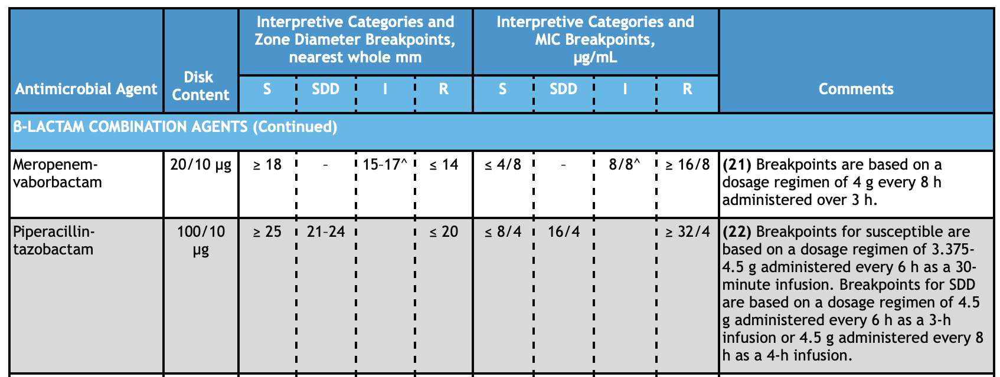 Antimicrobial Agent
Disk
Content
Interpretive Categories and
Zone Diameter Breakpoints,
nearest whole mm
Interpretive Categories and
MIC Breakpoints,
µg/mL
S SDD I R S SDD I R
Comments
β-LACTAM COMBINATION AGENTS (Continued)
Meropenem-
vaborbactam
20/10 µg
≥ 18 - 15–17^ ≤ 14 ≤ 4/8 - 8/8^ ≥ 16/8
(21) Breakpoints are based on a
dosage regimen of 4 g every 8 h
administered over 3 h.
Piperacillin-
tazobactam
100/10
µg
≥ 25 21–24 ≤ 20 ≤ 8/4 16/4 ≥ 32/4
(22) Breakpoints for susceptible are
based on a dosage regimen of 3.375-
4.5 g administered every 6 h as a 30-
minute infusion. Breakpoints for SDD
are based on a dosage regimen of 4.5
g administered every 6 h as a 3-h
infusion or 4.5 g administered every 8
h as a 4-h infusion.